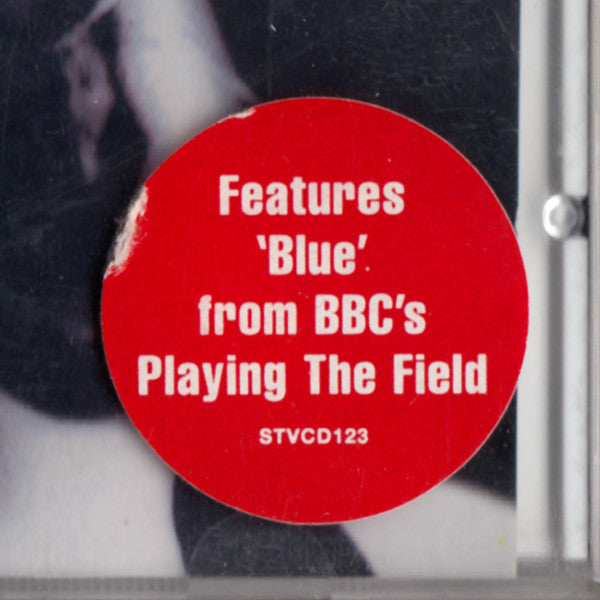 Features
‘Blue’
from BBC’s
Playing The Field
STVCD123